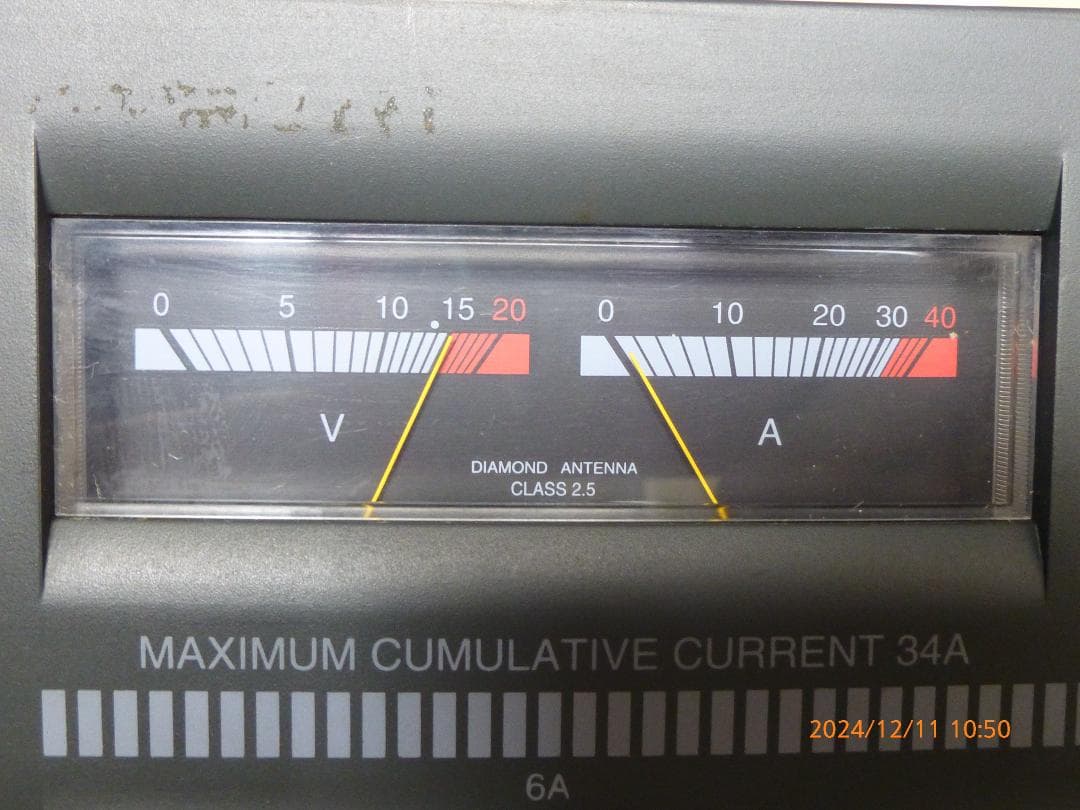 0 5 10 15 20
0 10 20 30 40
V
A
DIAMOND ANTENNA
CLASS 2.5
MAXIMUM CUMULATIVE CURRENT 34A
2024/12/11 10:50
6A